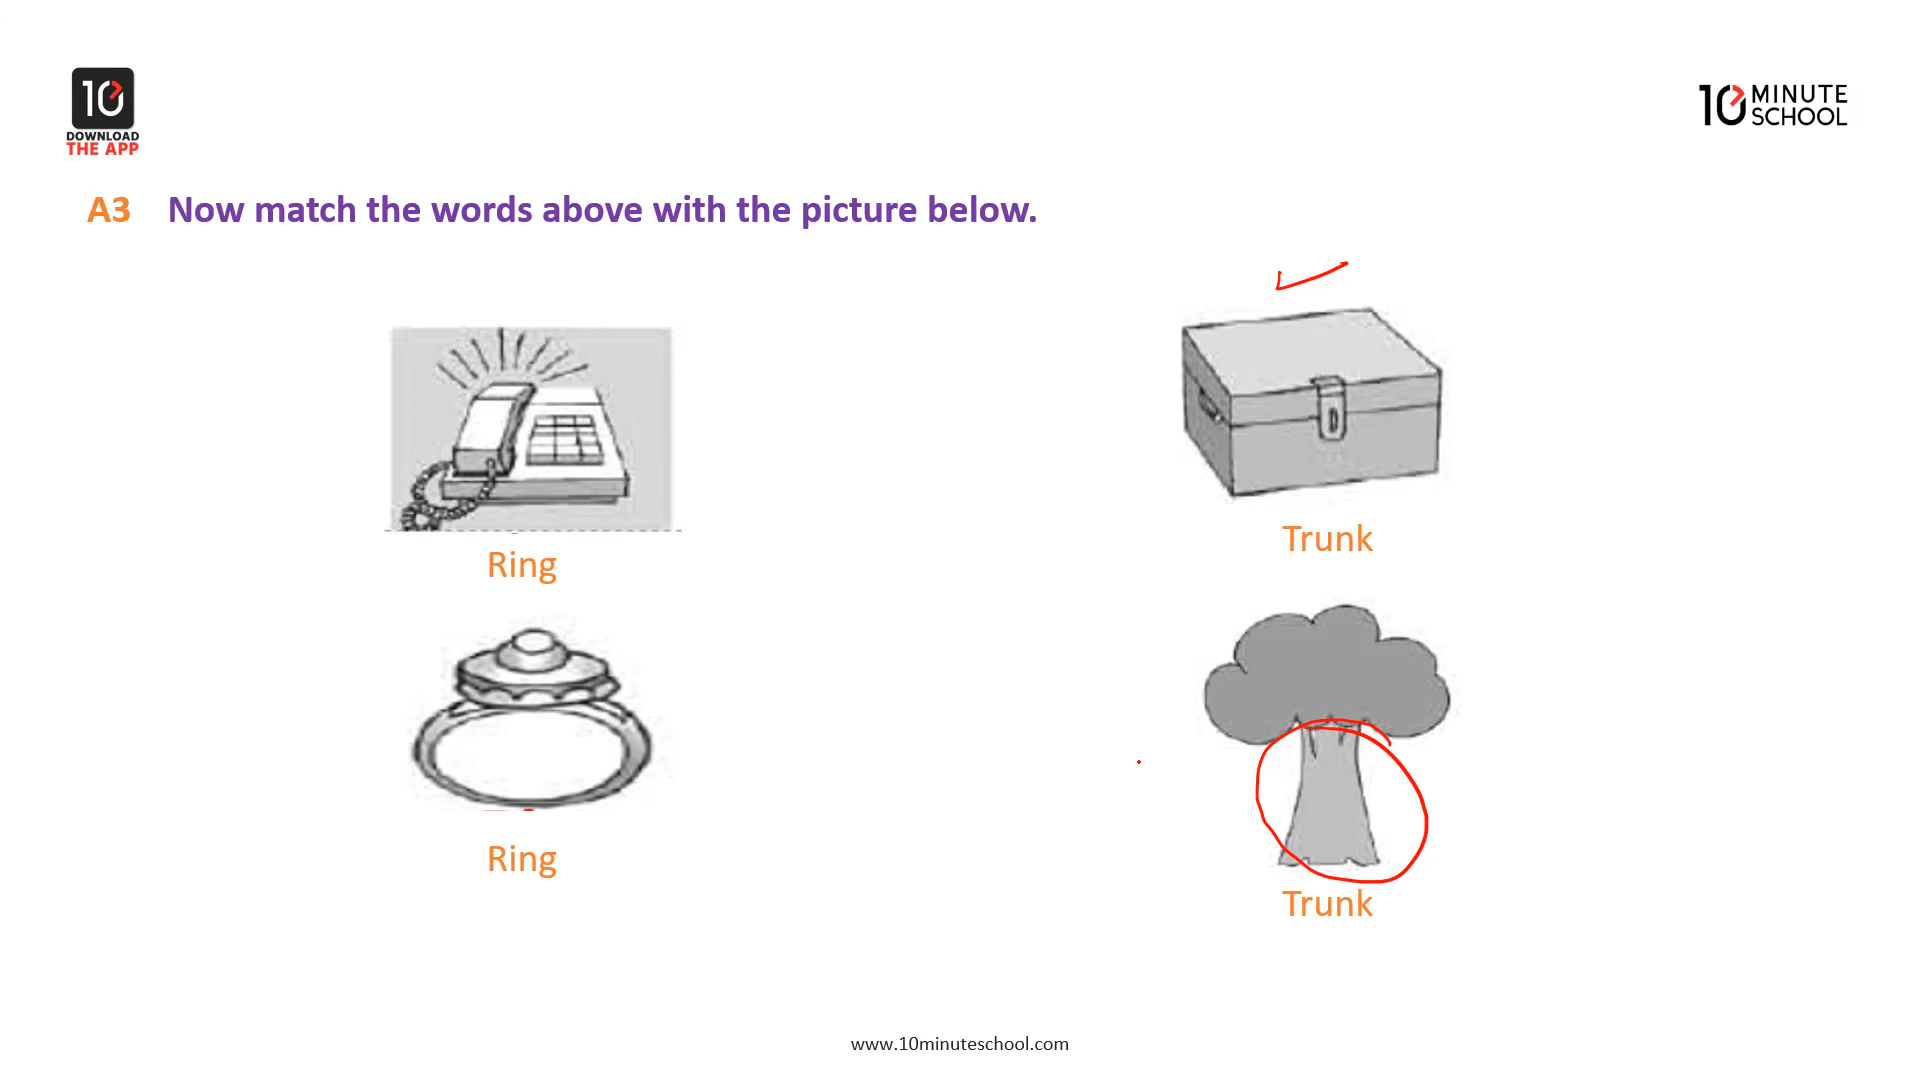 10
DOWNLOAD
THE APP
10 MINUTE
SCHOOL
A3 Now match the words above with the picture below.
Ring
Trunk
Ring
Trunk
www.10minuteschool.com